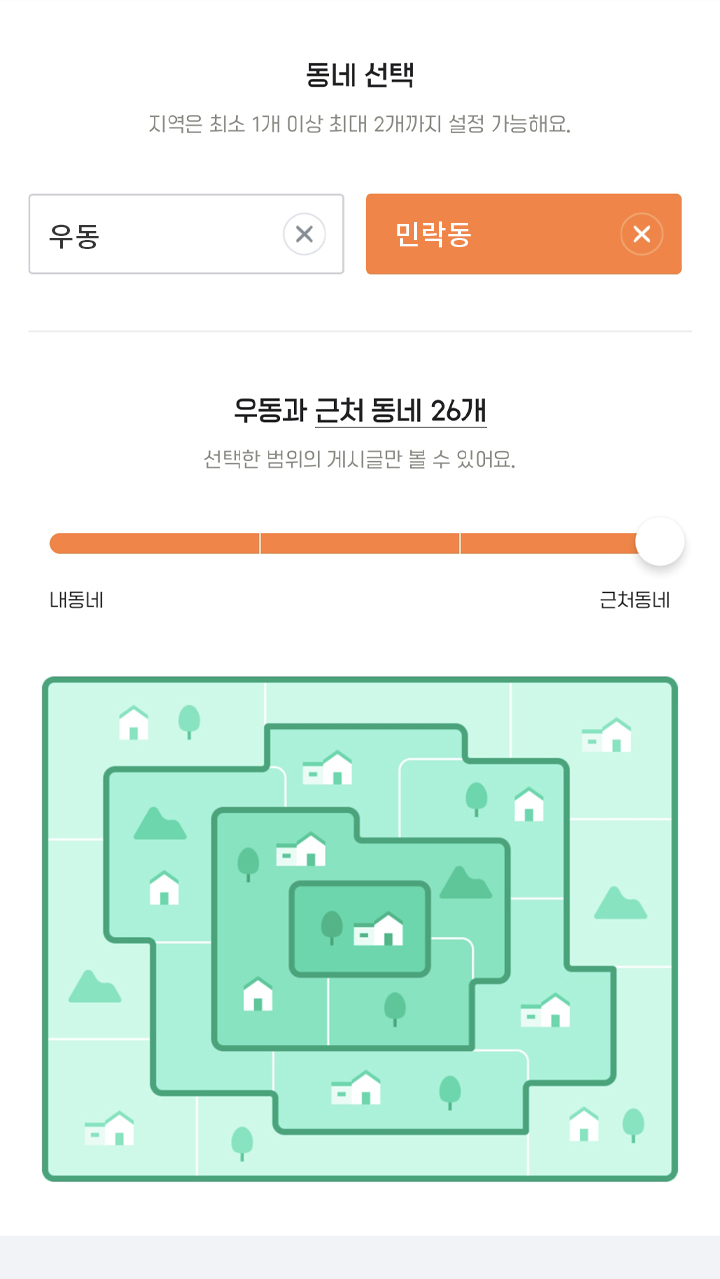 동네 선택
지역은 최소 1개 이상 최대 2개까지 설정 가능해요.
우동
민락동
우동과 근처 동네 26개
선택한 범위의 게시글만 볼 수 있어요.
내동네
근처동네